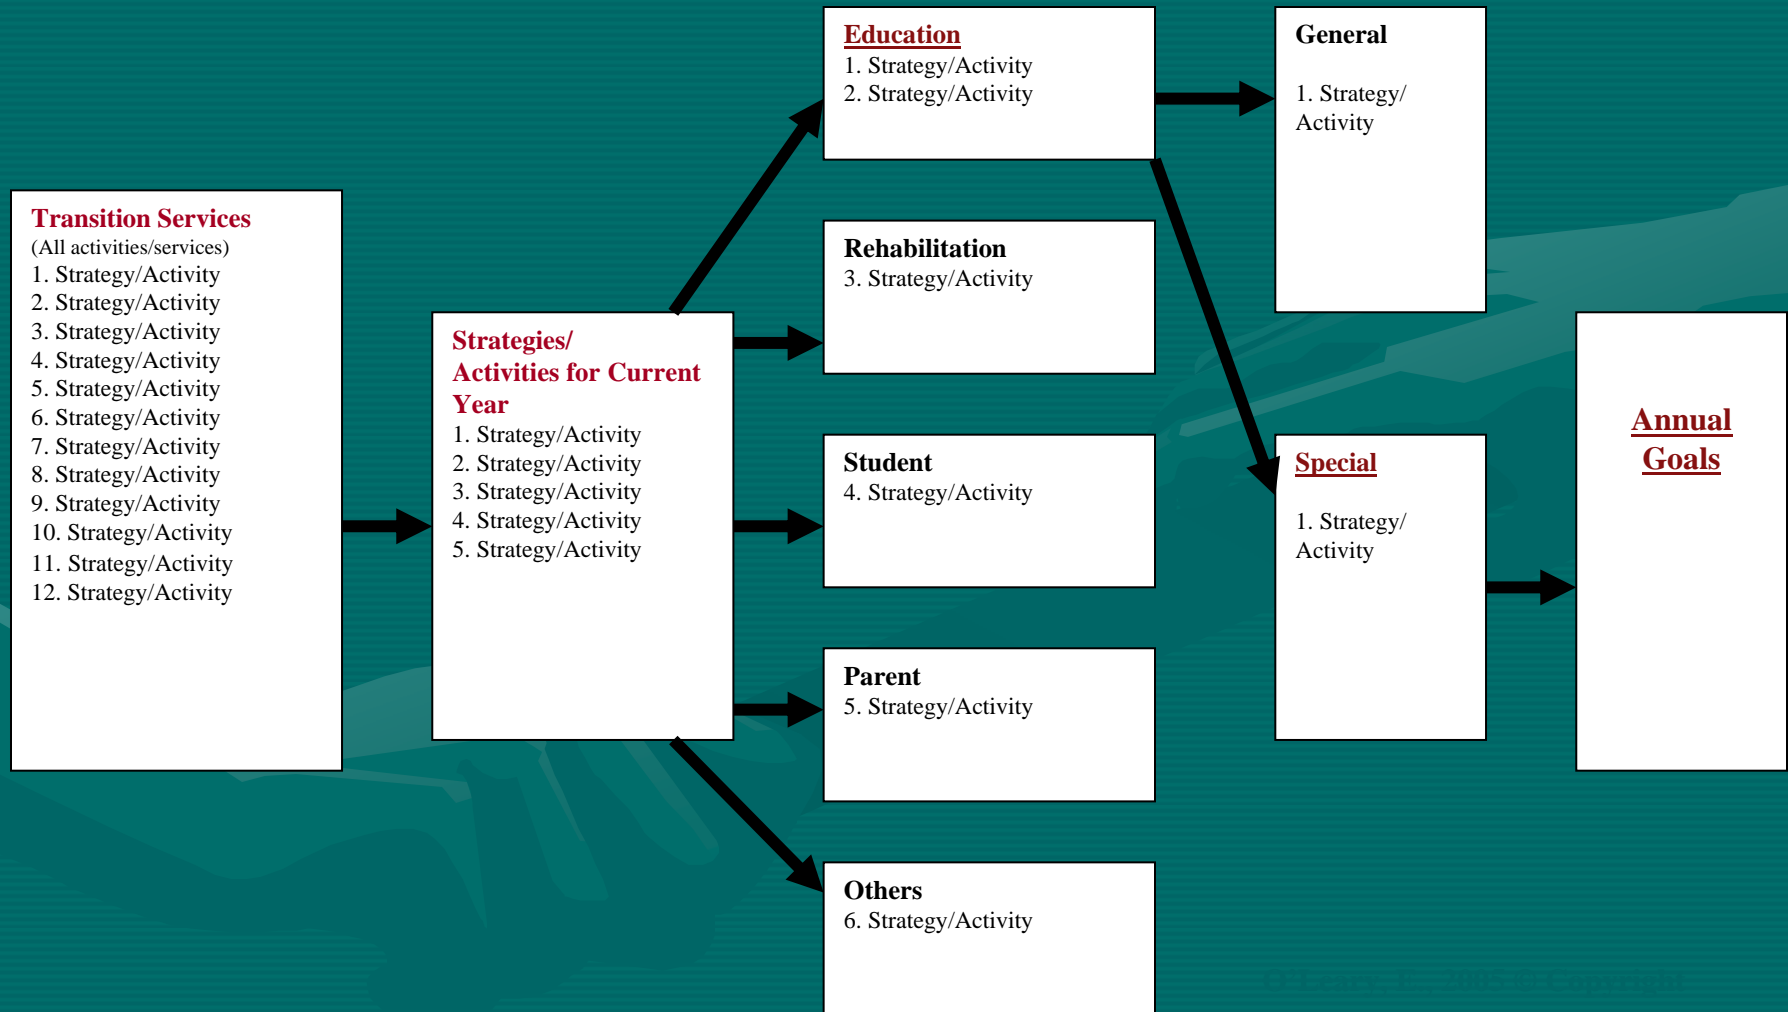 Transition Services
(All activities/services)
1. Strategy/Activity
2. Strategy/Activity
3. Strategy/Activity
4. Strategy/Activity
5. Strategy/Activity
6. Strategy/Activity
7. Strategy/Activity
8. Strategy/Activity
9. Strategy/Activity
10. Strategy/Activity
11. Strategy/Activity
12. Strategy/Activity
Strategies/
Activities for Current
Year
1. Strategy/Activity
2. Strategy/Activity
3. Strategy/Activity
4. Strategy/Activity
5. Strategy/Activity
Education
1. Strategy/Activity
2. Strategy/Activity
Rehabilitation
3. Strategy/Activity
Student
4. Strategy/Activity
Parent
5. Strategy/Activity
Others
6. Strategy/Activity
General
1. Strategy/
Activity
Special
1. Strategy/
Activity
Annual
Goals
O'Leary, E., 2005 © Copyright